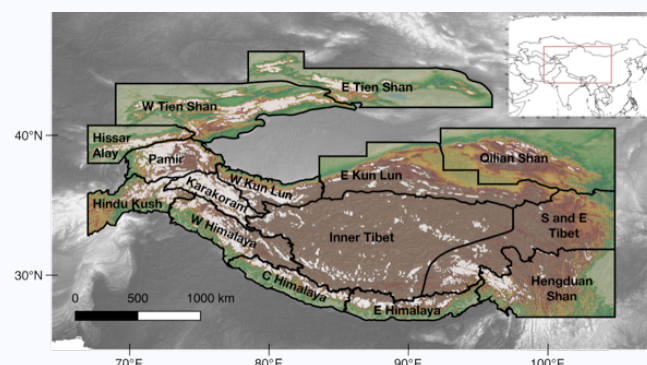 E Tien Shan
W Tien Shan
40°N
Hissar
Alay
Pamir
Qilian Shan
E Kun Lun
W Kun Lun
Karakoram
Hindu Kush
W Himalaya
Inner Tibet
S and E
Tibet
30°N
C Himalaya
Hengduan
Shan
E Himalaya
0 500 1000 km
70°E 80°E 90°E 100°E